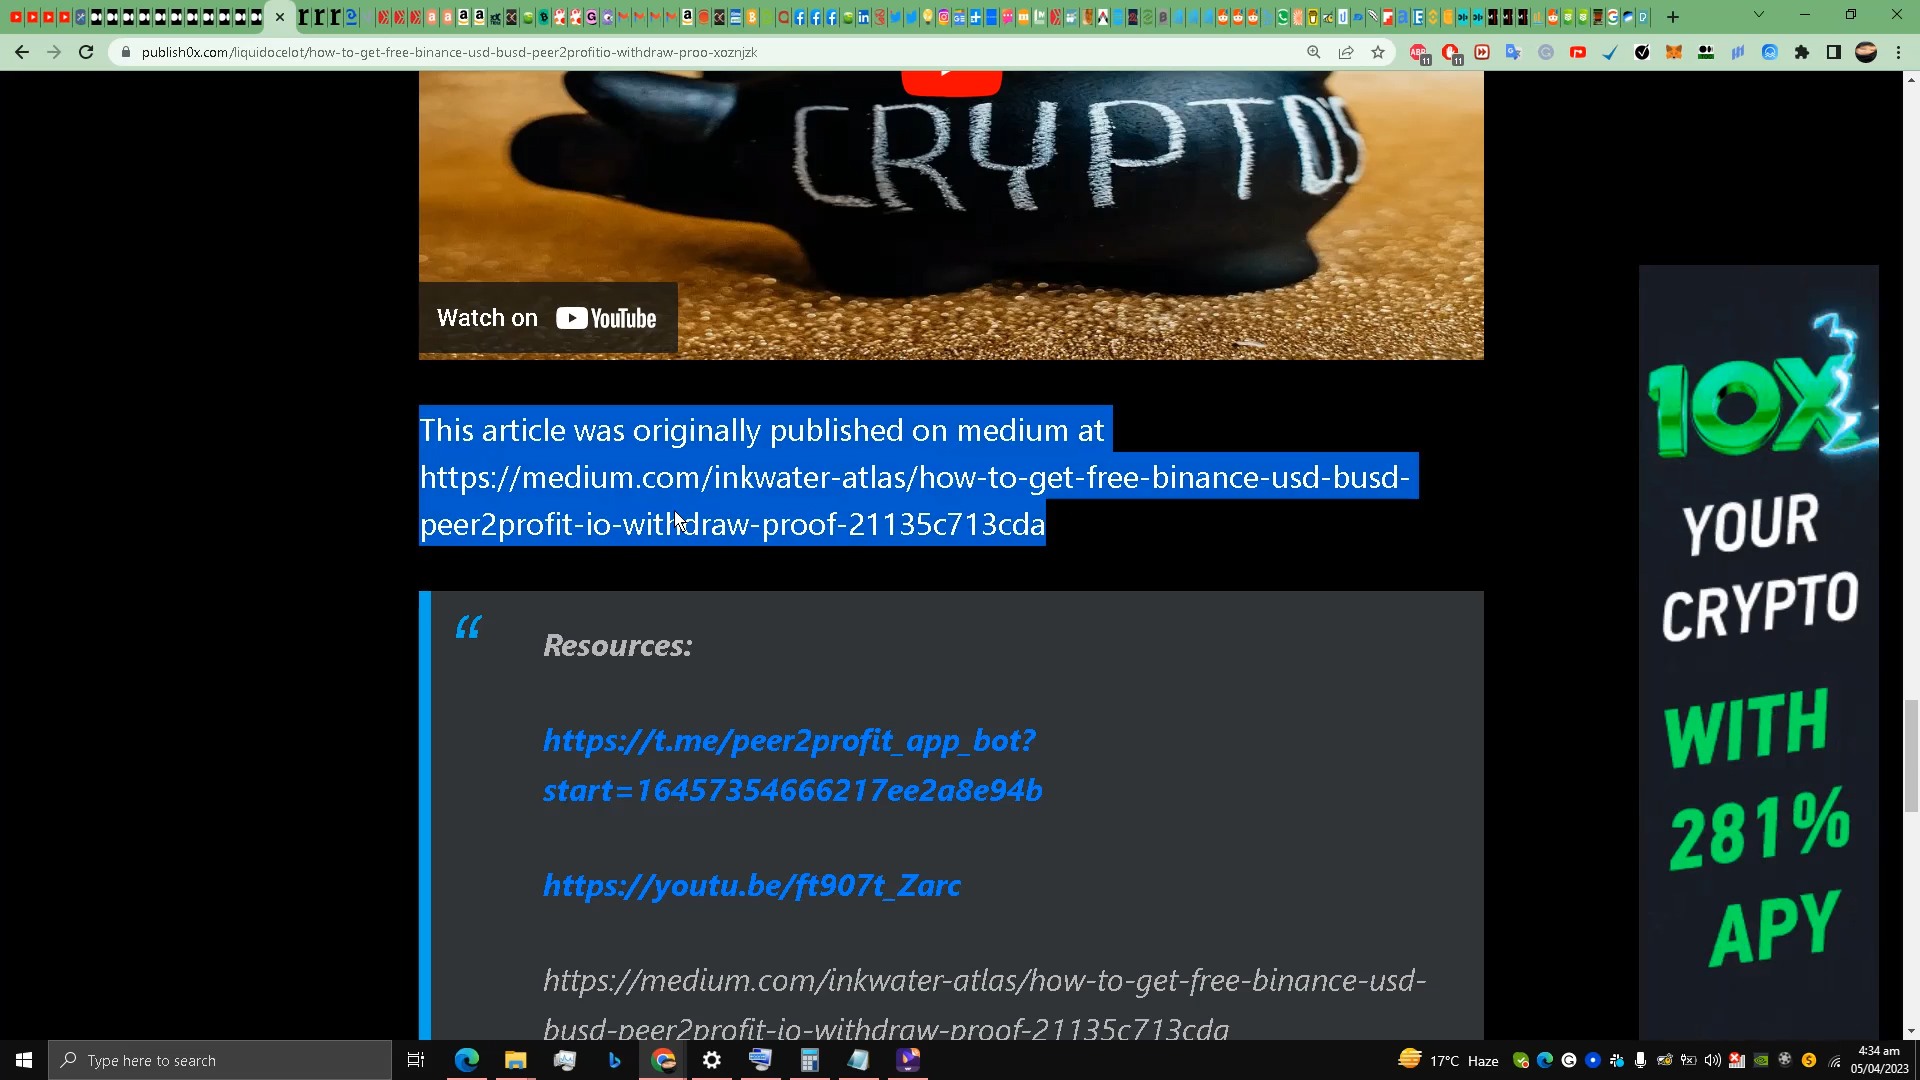 publish0x.com/liquidocelot/how-to-get-free-binance-usd-busd-peer2profitio-withdraw-proo-xoznjzk
11
11
CRYPTO'S
Watch on YouTube
This article was originally published on medium at
https://medium.com/inkwater-atlas/how-to-get-free-binance-usd-busd-
peer2profit-io-withdraw-proof-21135c713cda
“
Resources:
https://t.me/peer2profit_app_bot?
start=16457354666217ee2a8e94b
https://youtu.be/ft907t_Zarc
https://medium.com/inkwater-atlas/how-to-get-free-binance-usd-
busd-peer2profit-io-withdraw-proof-21135c713cda
10X
YOUR
CRYPTO
WITH
281%
APY
Type here to search
17°C Haze
4:34 am
05/04/2023